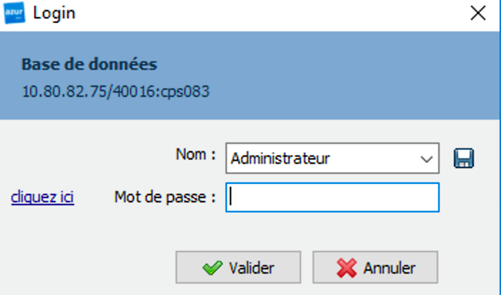 azur
Login
Base de données
10.80.82.75/40016:cps083
Nom :
Administrateur
cliquez ici
Mot de passe :
Valider
Annuler